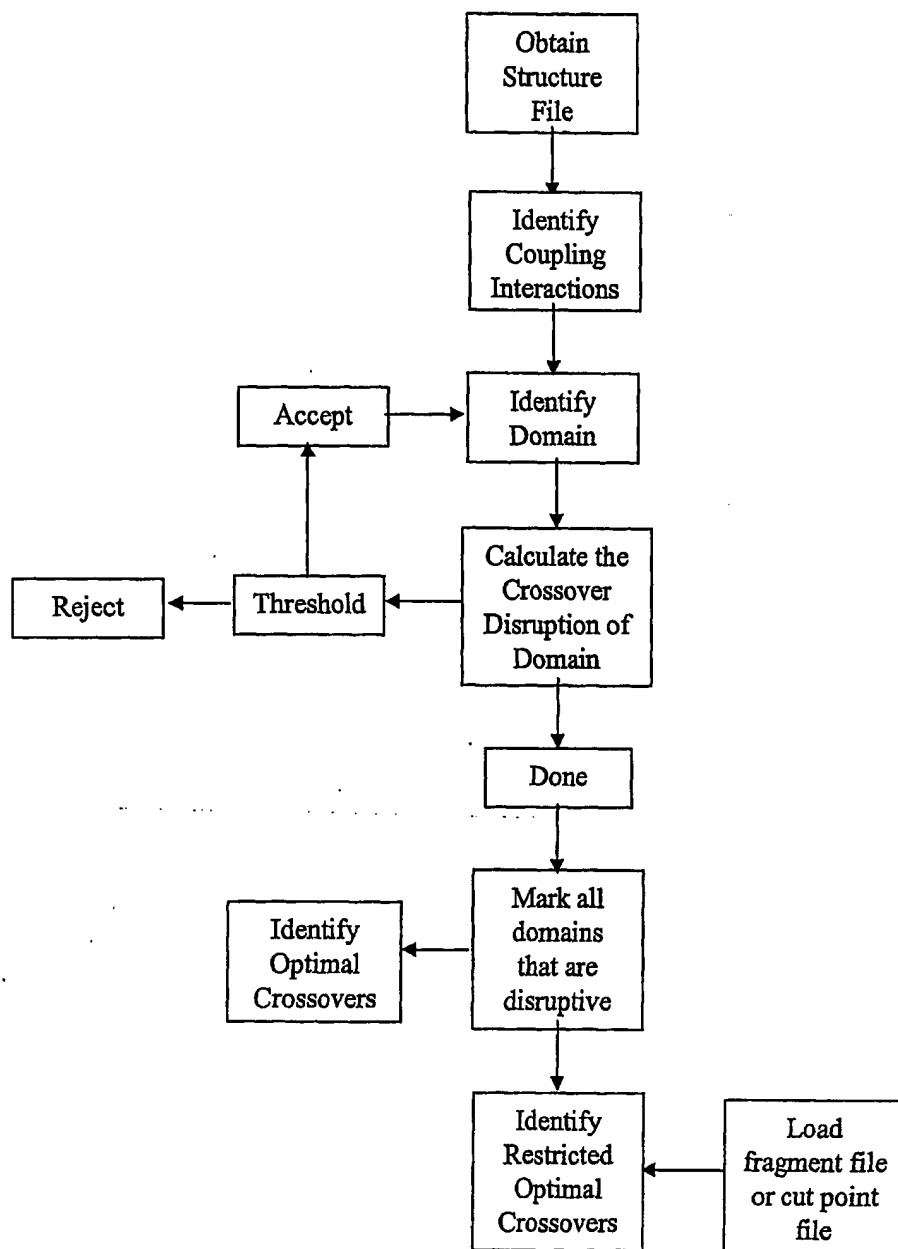 Obtain
Structure
File
Identify
Coupling
Interactions
Accept
Identify
Domain
Reject
Threshold
Calculate the
Crossover
Disruption of
Domain
Done
Identify
Optimal
Crossovers
Mark all
domains
that are
disruptive
Identify
Restricted
Optimal
Crossovers
Load
fragment file
or cut point
file